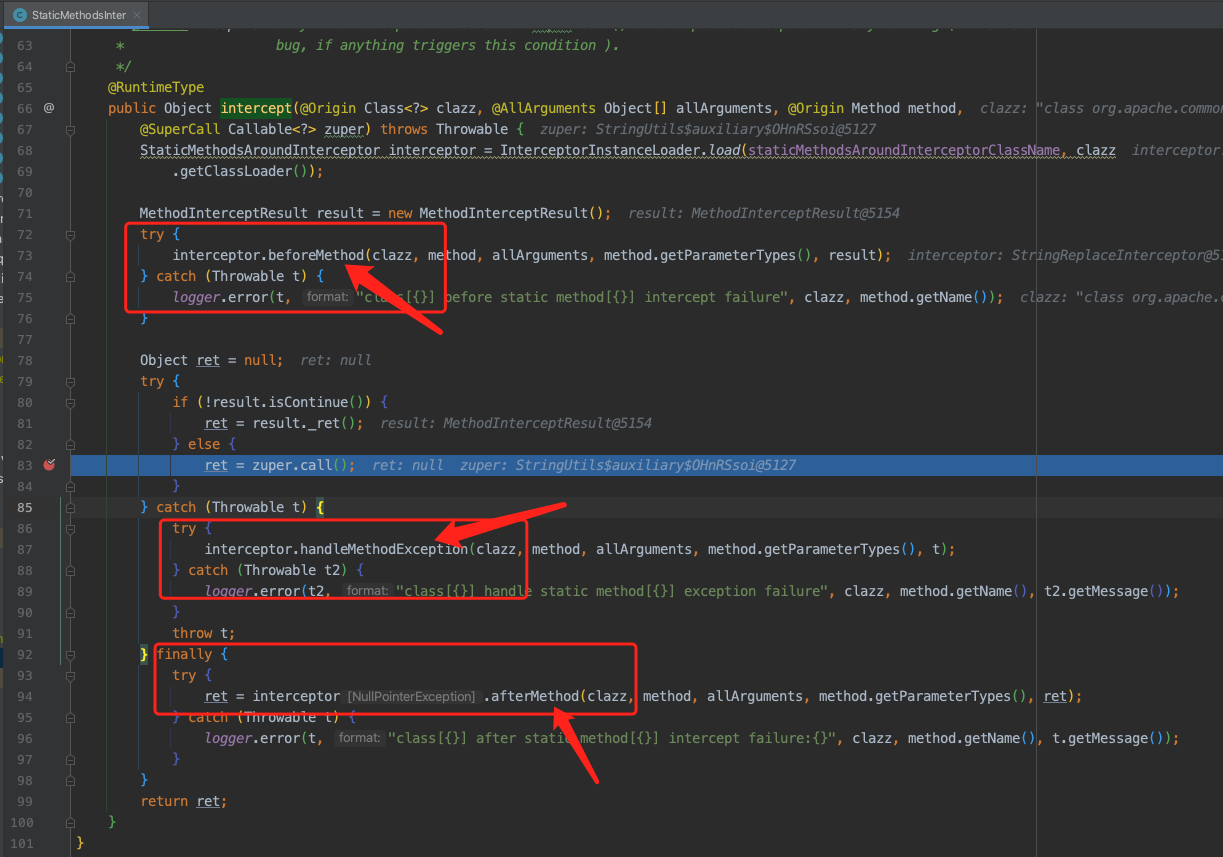 StaticMethodsInter
63 * bug, if anything triggers this condition ).
64 */
65 @RuntimeType
66 @ public Object intercept(@Origin Class<?> clazz, @AllArguments Object[] allArguments, @Origin Method method, clazz: "class org.apache.common
67 @SuperCall Callable<?> zuper) throws Throwable { zuper: StringUtils$auxiliary$OHnRSsoi@5127
68 StaticMethodsAroundInterceptor interceptor = InterceptorInstanceLoader.load(staticMethodsAroundInterceptorClassName, clazz interceptor
69 .getClassLoader());
70
71 MethodInterceptResult result = new MethodInterceptResult(); result: MethodInterceptResult@5154
72 try {
73 interceptor.beforeMethod(clazz, method, allArguments, method.getParameterTypes(), result); interceptor: StringReplaceInterceptor@5
74 } catch (Throwable t) {
75 logger.error(t, format: "class[{}] before static method[{}] intercept failure", clazz, method.getName()); clazz: "class org.apache.
76 }
77
78 Object ret = null; ret: null
79 try {
80 if (!result.isContinue()) {
81 ret = result._ret(); result: MethodInterceptResult@5154
82 } else {
83 ret = zuper.call(); ret: null zuper: StringUtils$auxiliary$OHnRSsoi@5127
84 }
85 } catch (Throwable t) {
86 try {
87 interceptor.handleMethodException(clazz, method, allArguments, method.getParameterTypes(), t);
88 } catch (Throwable t2) {
89 logger.error(t2, format: "class[{}] handle static method[{}] exception failure", clazz, method.getName(), t2.getMessage());
90 }
91 throw t;
92 } finally {
93 try {
94 ret = interceptor [NullPointerException] .afterMethod(clazz, method, allArguments, method.getParameterTypes(), ret);
95 } catch (Throwable t) {
96 logger.error(t, format: "class[{}] after static method[{}] intercept failure:{}", clazz, method.getName(), t.getMessage());
97 }
98 }
99 return ret;
100 }
101 }